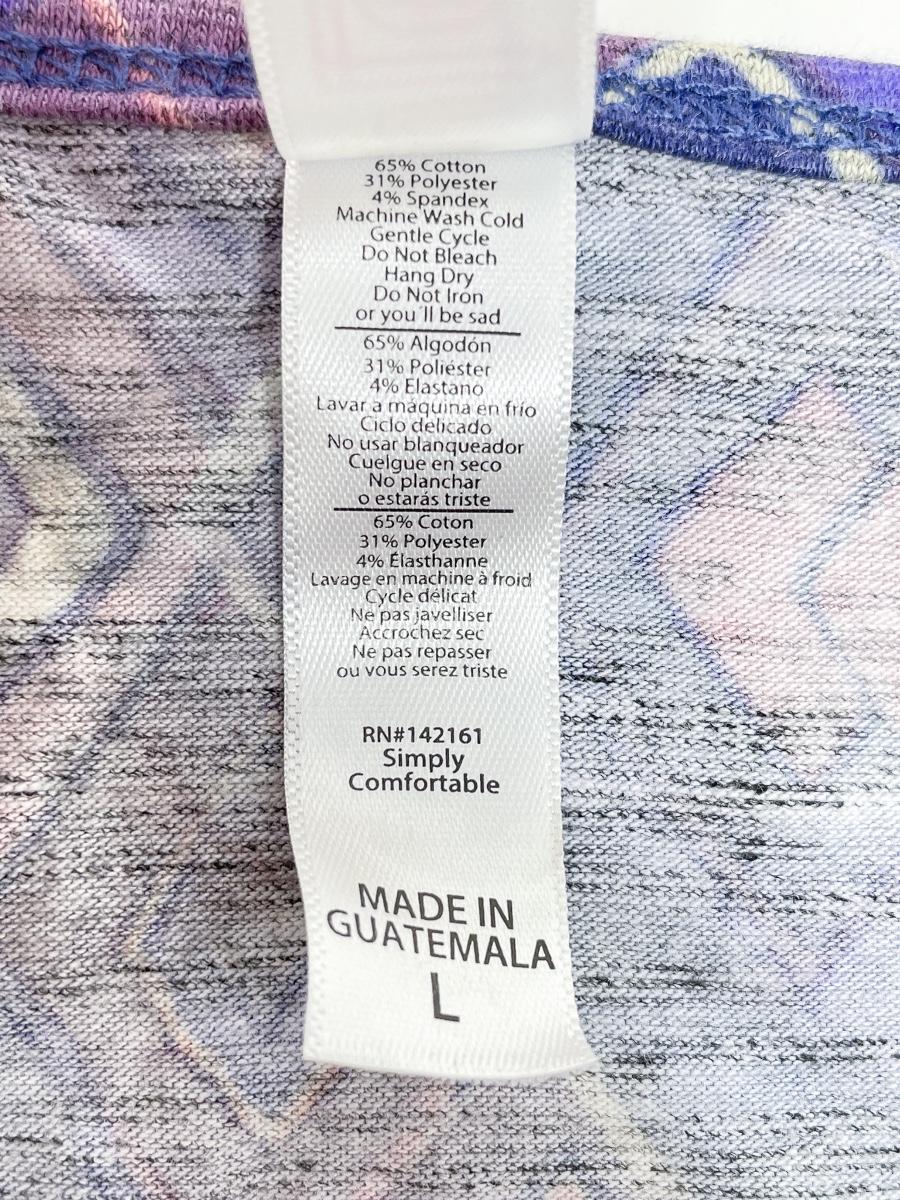 65% Cotton
31% Polyester
4% Spandex
Machine Wash Cold
Gentle Cycle
Do Not Bleach
Hang Dry
Do Not Iron
or you'll be sad
65% Algodón
31% Poliéster
4% Elastano
Lavar a máquina en frío
Ciclo delicado
No usar blanqueador
Cuelgue en seco
No planchar
o estarás triste
65% Coton
31% Polyester
4% Élasthanne
Lavage en machine à froid
Cycle délicat
Ne pas javelliser
Accrochez sec
Ne pas repasser
ou vous serez triste
RN#142161
Simply
Comfortable
MADE IN
GUATEMALA
L